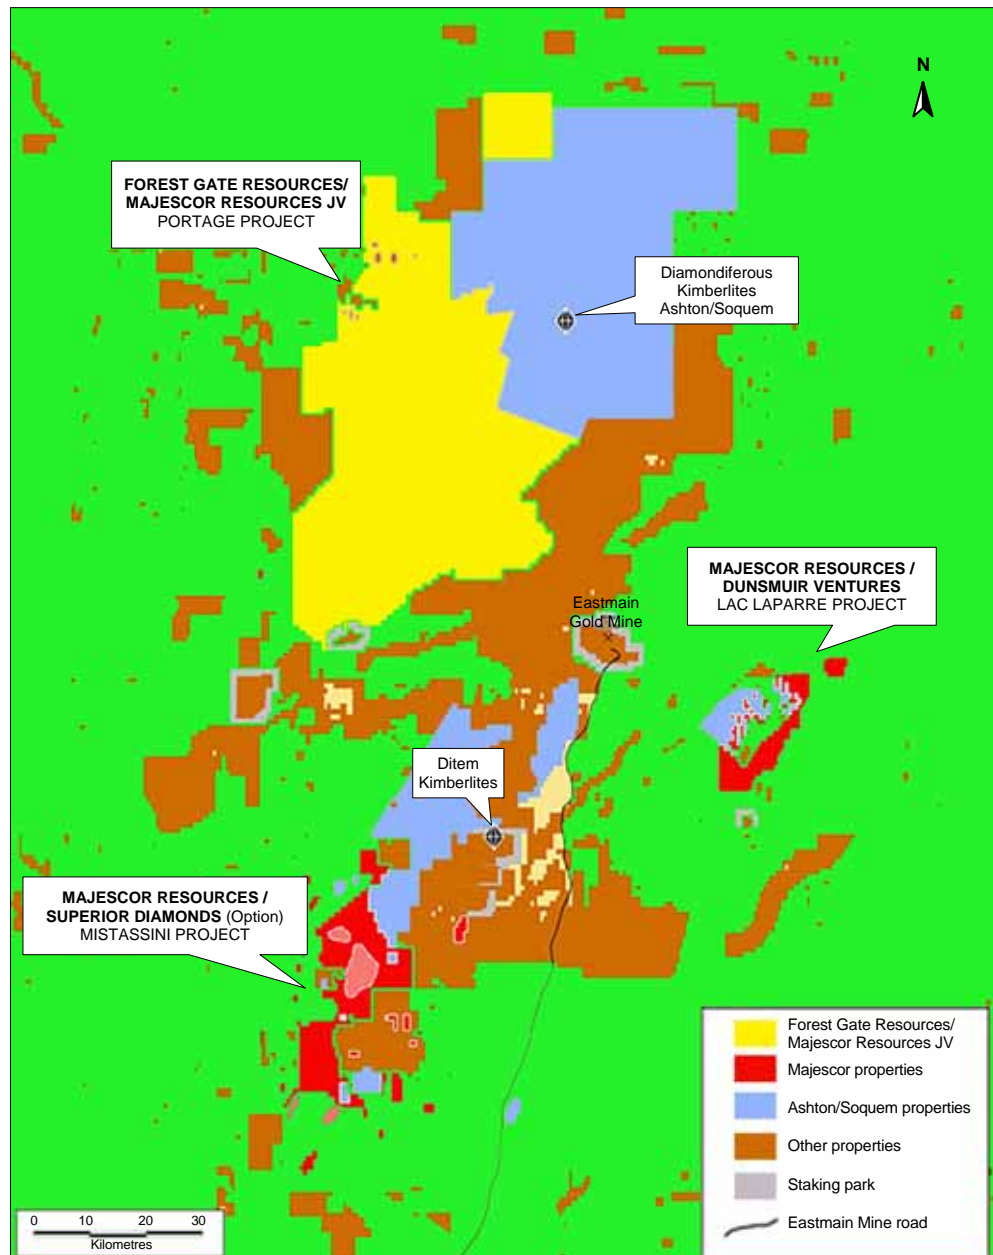 N
FOREST GATE RESOURCES/
MAJESCOR RESOURCES JV
PORTAGE PROJECT
Diamondiferous
Kimberlites
Ashton/Soquem
MAJESCOR RESOURCES /
DUNSMUIR VENTURES
LAC LAPARRE PROJECT
Eastmain
Gold Mine
Ditem
Kimberlites
MAJESCOR RESOURCES /
SUPERIOR DIAMONDS (Option)
MISTASSINI PROJECT
Forest Gate Resources/
Majescor Resources JV
Majescor properties
Ashton/Soquem properties
Other properties
Staking park
Eastmain Mine road
0 10 20 30
Kilometres